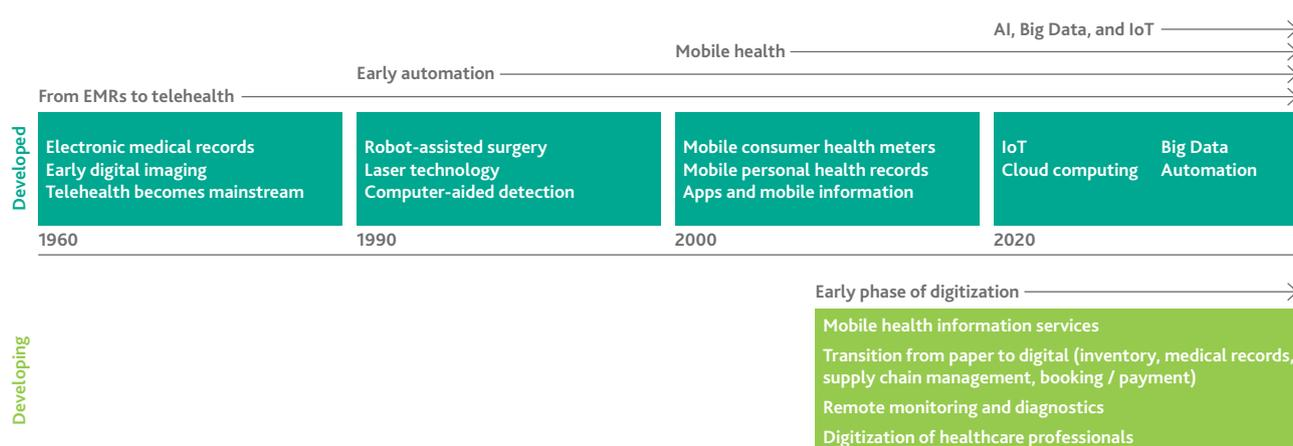 AI, Big Data, and IoT
Mobile health
Early automation
From EMRs to telehealth
Developed
Electronic medical records
Early digital imaging
Telehealth becomes mainstream
Robot-assisted surgery
Laser technology
Computer-aided detection
Mobile consumer health meters
Mobile personal health records
Apps and mobile information
IoT
Cloud computing
Big Data
Automation
1960
1990
2000
2020
Developing
Early phase of digitization
Mobile health information services
Transition from paper to digital (inventory, medical records,
supply chain management, booking / payment)
Remote monitoring and diagnostics
Digitization of healthcare professionals